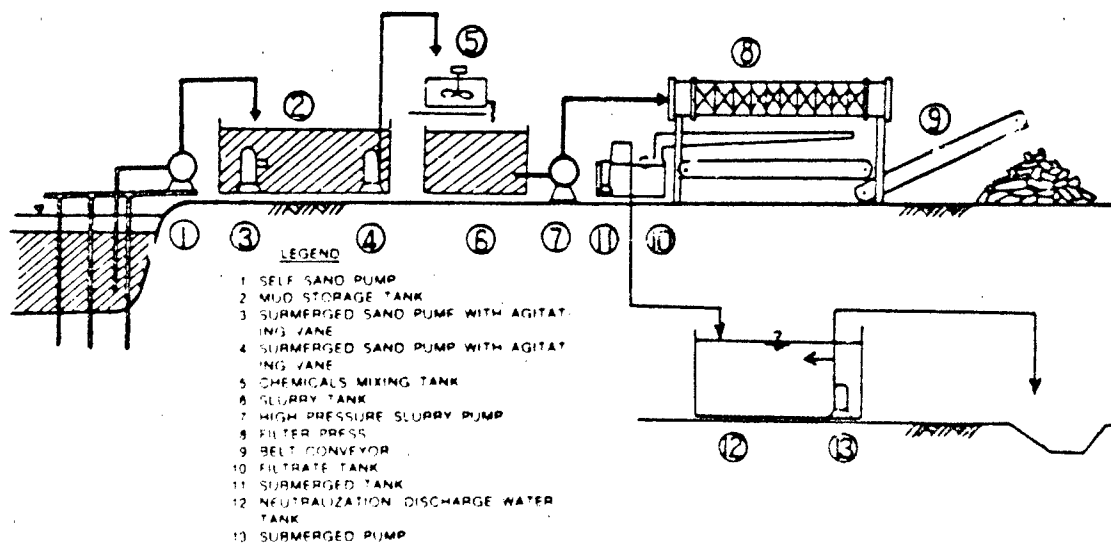 ⑤
⑧
②
⑨
① ③ ④ ⑥ ⑦ ⑪ ⑩
LEGEND
1 SELF SAND PUMP
2 MUD STORAGE TANK
3 SUBMERGED SAND PUMP WITH AGITAT-
ING VANE
4 SUBMERGED SAND PUMP WITH AGITAT
ING VANE
5 CHEMICALS MIXING TANK
6 SLURRY TANK
7 HIGH PRESSURE SLURRY PUMP
8 FILTER PRESS
9 BELT CONVEYOR
10 FILTRATE TANK
11 SUBMERGED TANK
12 NEUTRALIZATION DISCHARGE WATER
TANK
13 SUBMERGED PUMP
⑫ ⑬